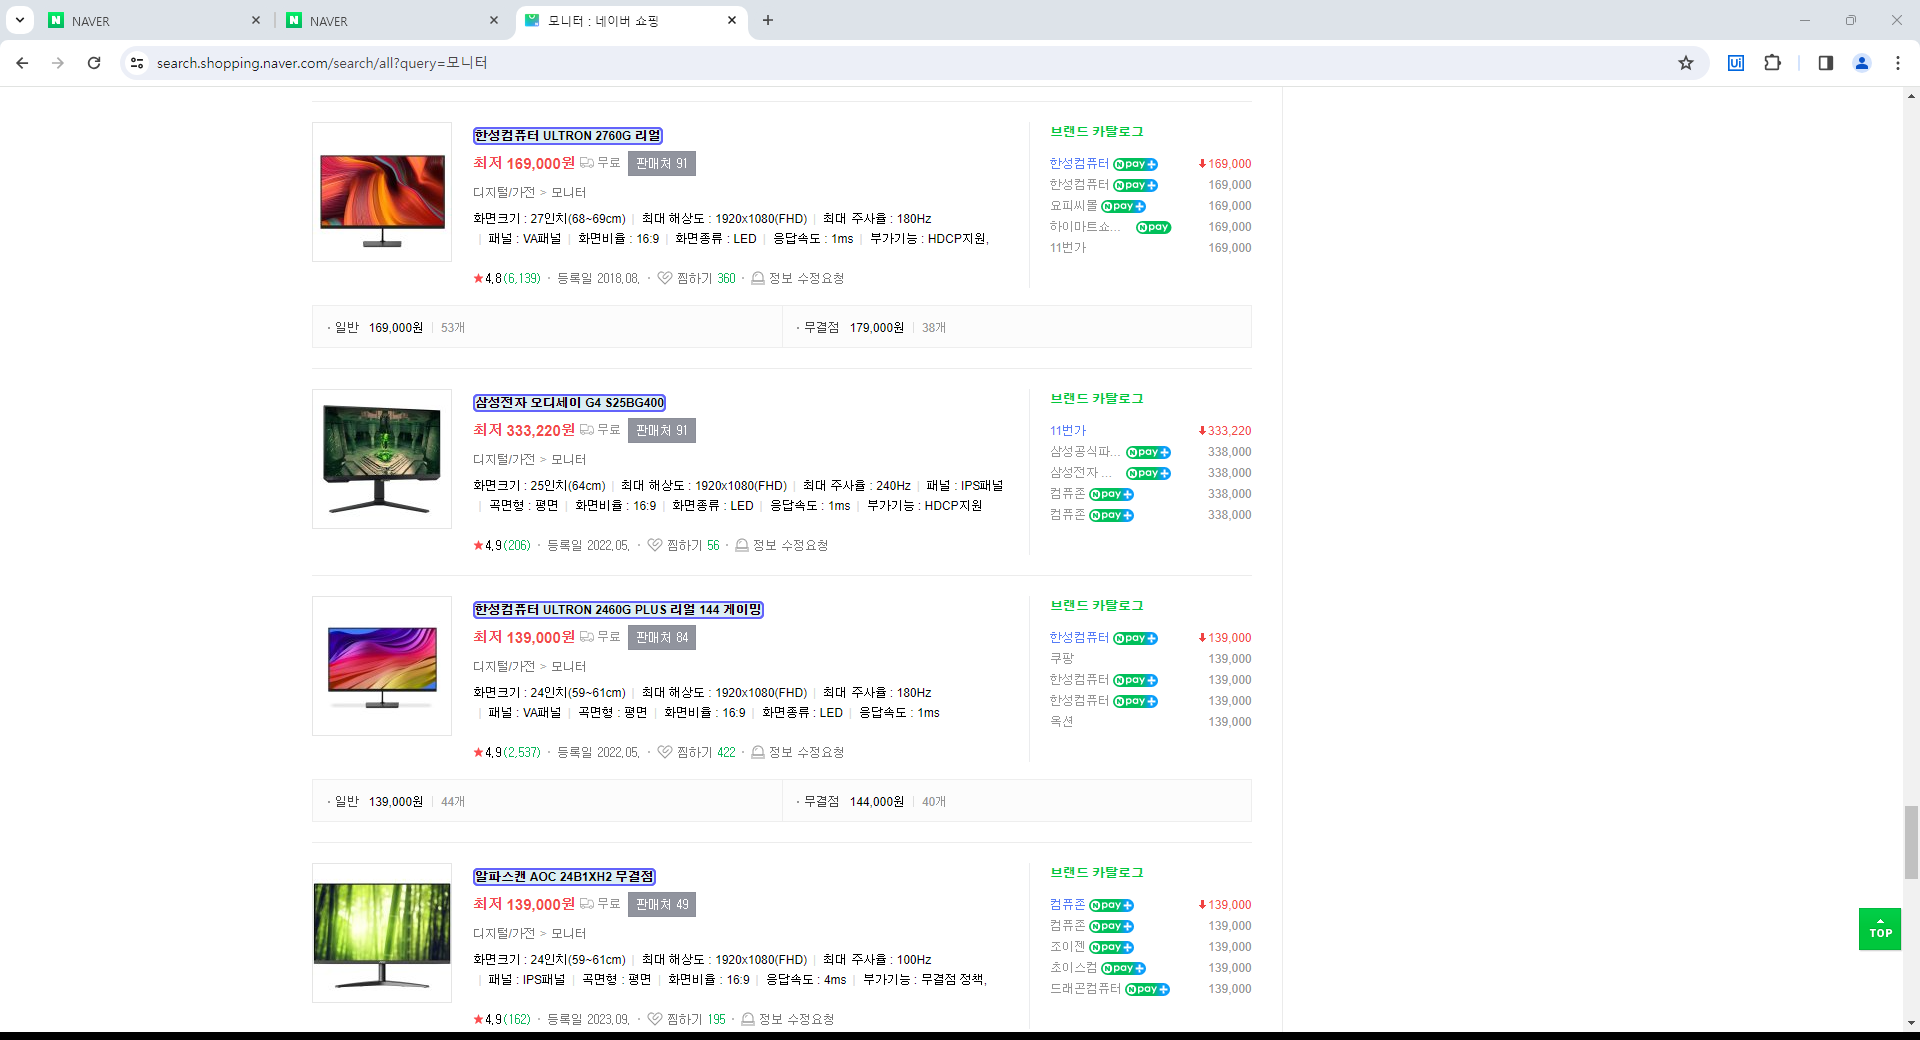 NAVER
NAVER
모니터 : 네이버 쇼핑
search.shopping.naver.com/search/all?query=모니터
한성컴퓨터 ULTRON 2760G 리얼
최저 169,000원 무료 판매처 91
디지털/가전 > 모니터
화면크기 : 27인치(68~69cm) | 최대 해상도 : 1920x1080(FHD) | 최대 주사율 : 180Hz
| 패널 : VA패널 | 화면비율 : 16:9 | 화면종류 : LED | 응답속도 : 1ms | 부가기능 : HDCP지원,
★4.8(6,139) · 등록일 2018.08. · 찜하기 360 · 정보 수정요청
브랜드 카탈로그
한성컴퓨터 N pay + 169,000
한성컴퓨터 N pay + 169,000
요피씨몰 N pay + 169,000
하이마트쇼... N pay 169,000
11번가 169,000
· 일반 169,000원 | 53개
· 무결점 179,000원 | 38개
삼성전자 오디세이 G4 S25BG400
최저 333,220원 무료 판매처 91
디지털/가전 > 모니터
화면크기 : 25인치(64cm) | 최대 해상도 : 1920x1080(FHD) | 최대 주사율 : 240Hz | 패널 : IPS패널
| 곡면형 : 평면 | 화면비율 : 16:9 | 화면종류 : LED | 응답속도 : 1ms | 부가기능 : HDCP지원
★4.9(206) · 등록일 2022.05. · 찜하기 56 · 정보 수정요청
브랜드 카탈로그
11번가 333,220
삼성공식파... N pay + 338,000
삼성전자 ... N pay + 338,000
컴퓨존 N pay + 338,000
컴퓨존 N pay + 338,000
한성컴퓨터 ULTRON 2460G PLUS 리얼 144 게이밍
최저 139,000원 무료 판매처 84
디지털/가전 > 모니터
화면크기 : 24인치(59~61cm) | 최대 해상도 : 1920x1080(FHD) | 최대 주사율 : 180Hz
| 패널 : VA패널 | 곡면형 : 평면 | 화면비율 : 16:9 | 화면종류 : LED | 응답속도 : 1ms
★4.9(2,537) · 등록일 2022.05. · 찜하기 422 · 정보 수정요청
브랜드 카탈로그
한성컴퓨터 N pay + 139,000
쿠팡 139,000
한성컴퓨터 N pay + 139,000
한성컴퓨터 N pay + 139,000
옥션 139,000
· 일반 139,000원 | 44개
· 무결점 144,000원 | 40개
알파스캔 AOC 24B1XH2 무결점
최저 139,000원 무료 판매처 49
디지털/가전 > 모니터
화면크기 : 24인치(59~61cm) | 최대 해상도 : 1920x1080(FHD) | 최대 주사율 : 100Hz
| 패널 : IPS패널 | 곡면형 : 평면 | 화면비율 : 16:9 | 응답속도 : 4ms | 부가기능 : 무결점 정책,
★4.9(162) · 등록일 2023.09. · 찜하기 195 · 정보 수정요청
브랜드 카탈로그
컴퓨존 N pay + 139,000
컴퓨존 N pay + 139,000
조이젠 N pay + 139,000
초이스컴 N pay + 139,000
드래곤컴퓨터 N pay + 139,000
TOP